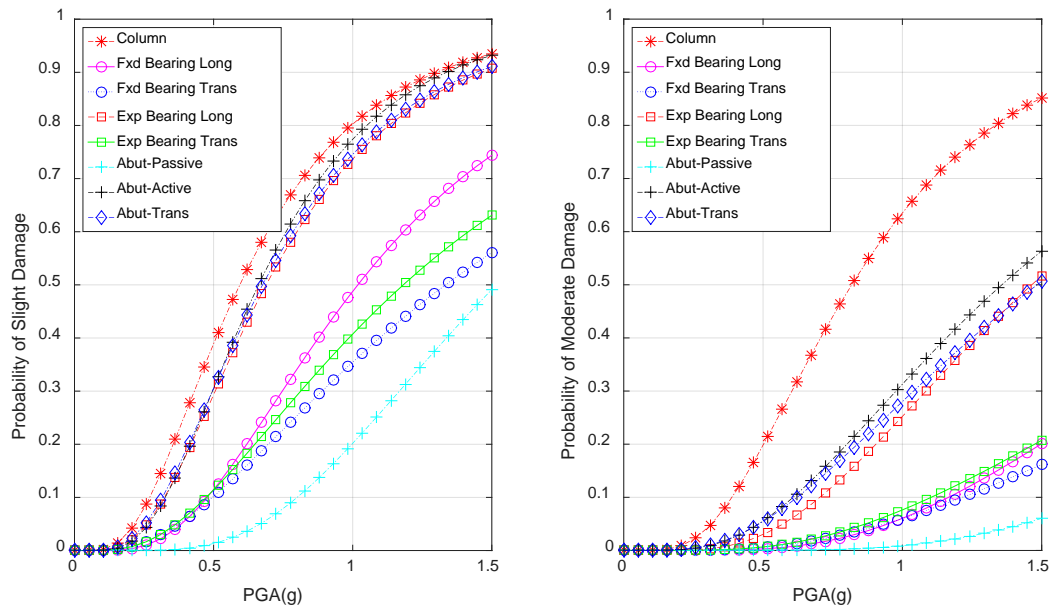 Probability of Slight Damage
1
0.9
0.8
0.7
0.6
0.5
0.4
0.3
0.2
0.1
0
Column
Fxd Bearing Long
Fxd Bearing Trans
Exp Bearing Long
Exp Bearing Trans
Abut-Passive
Abut-Active
Abut-Trans
0 0.5 1 1.5
PGA(g)
Probability of Moderate Damage
1
0.9
0.8
0.7
0.6
0.5
0.4
0.3
0.2
0.1
0
Column
Fxd Bearing Long
Fxd Bearing Trans
Exp Bearing Long
Exp Bearing Trans
Abut-Passive
Abut-Active
Abut-Trans
0 0.5 1 1.5
PGA(g)